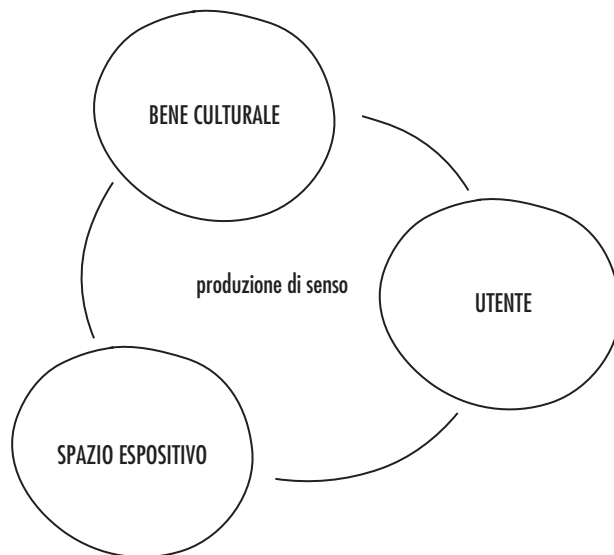 BENE CULTURALE
produzione di senso
UTENTE
SPAZIO ESPOSITIVO